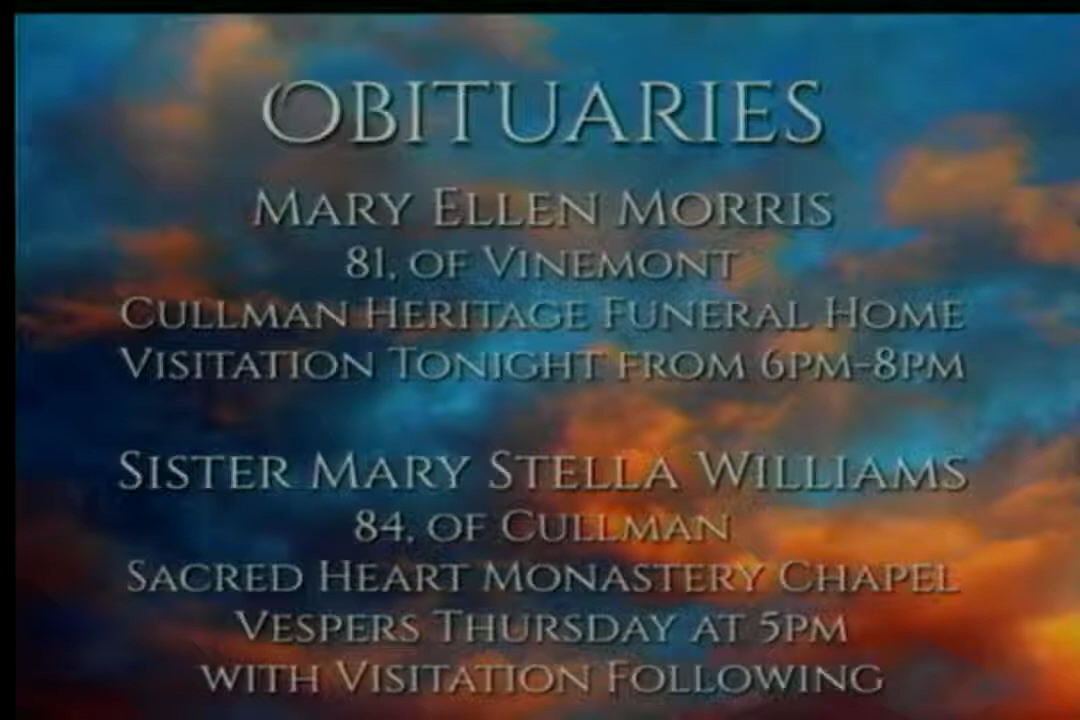 OBITUARIES
MARY ELLEN MORRIS
81, OF VINEMONT
CULLMAN HERITAGE FUNERAL HOME
VISITATION TONIGHT FROM 6PM-8PM
SISTER MARY STELLA WILLIAMS
84, OF CULLMAN
SACRED HEART MONASTERY CHAPEL
VESPERS THURSDAY AT 5PM
WITH VISITATION FOLLOWING